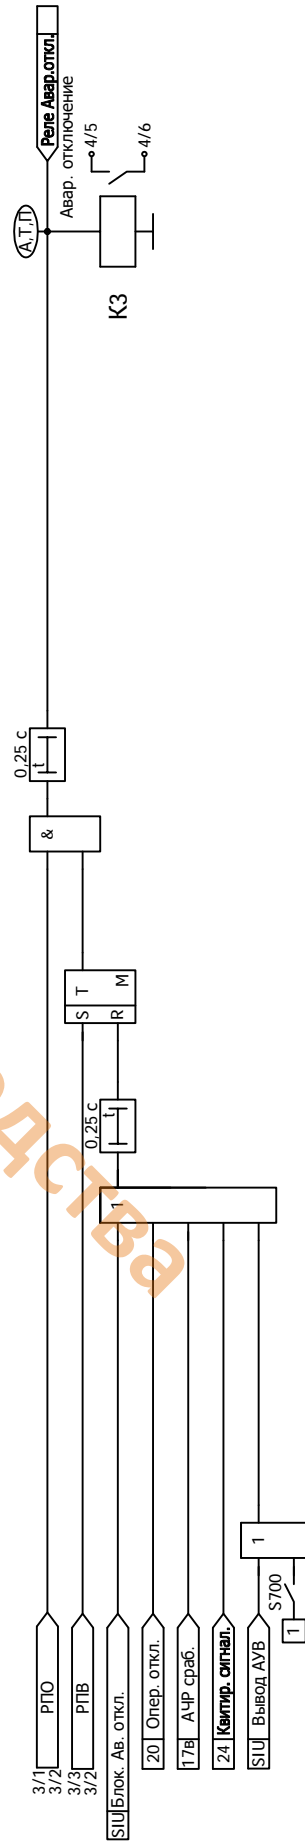 3/1
3/2
РПО
3/3
3/2
РПВ
SIU Блок. Ав. откл.
20 Опер. откл.
17в АЧР сраб.
24 Квитир. сигнал.
SIU Вывод АУВ
1
S700
1
1
0,25 с
t
S T
R M
&
0,25 с
t
А,Т,П
Реле Авар.откл.
Авар. отключение
К3
4/5
4/6
одства